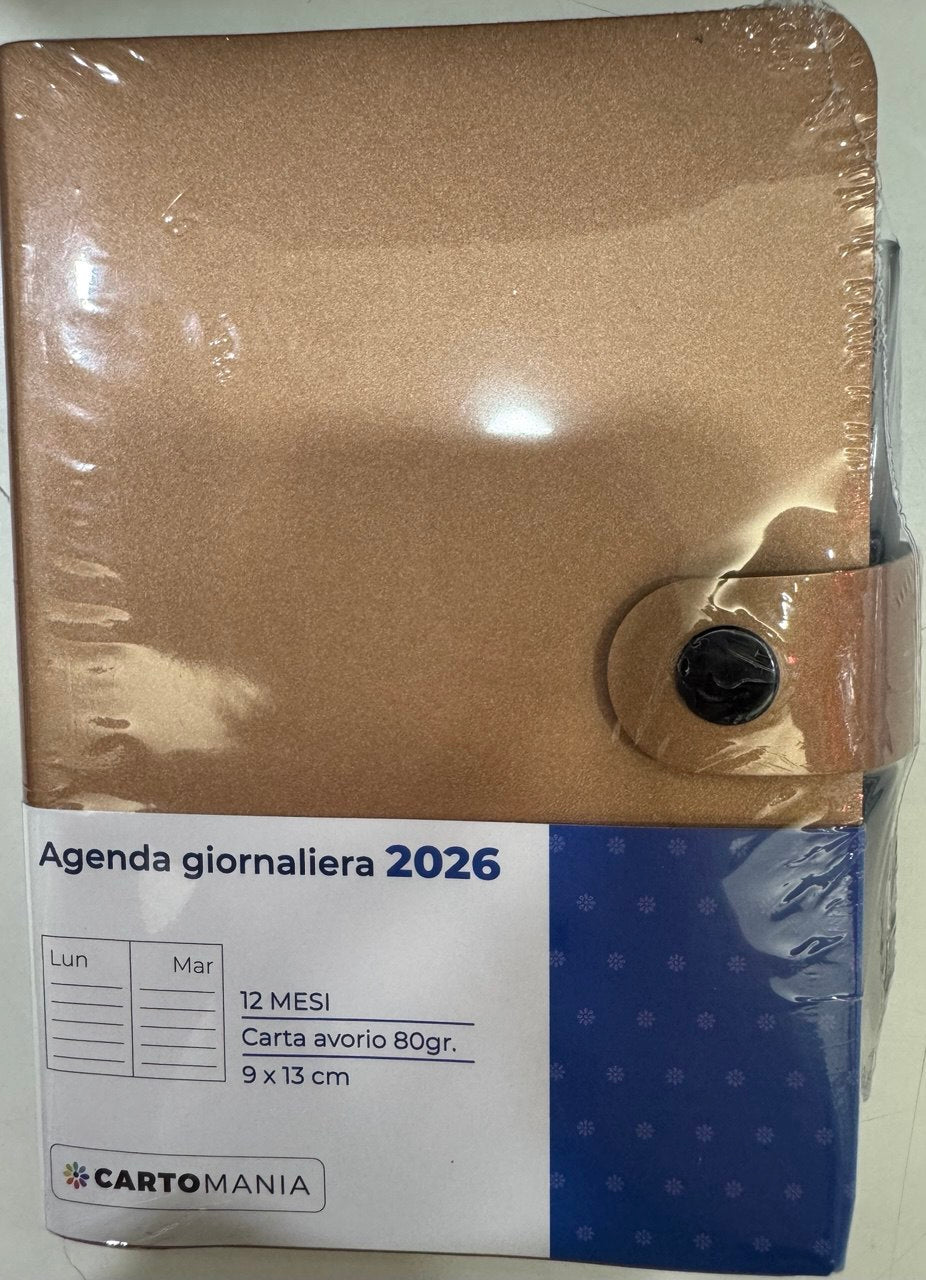 Agenda giornaliera 2026
Lun Mar
12 MESI
Carta avorio 80gr.
9 x 13 cm
CARTOMANIA